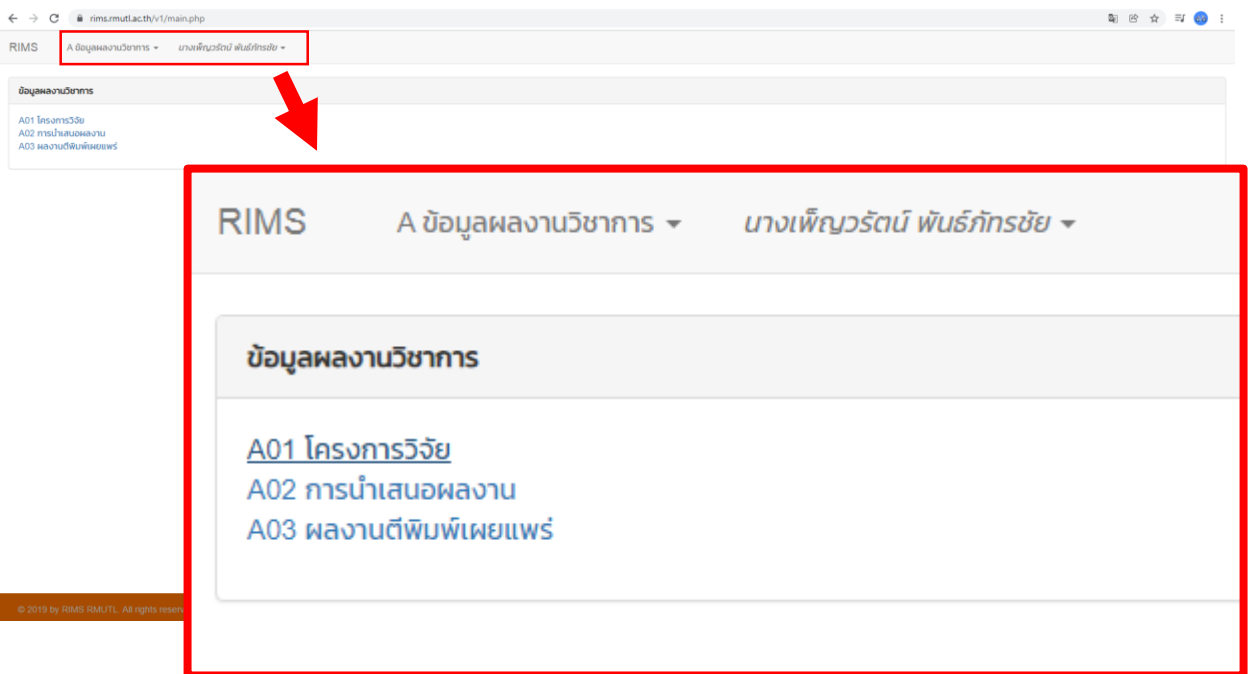 rims.rmutl.ac.th/v1/main.php
RIMS A ข้อมูลผลงานวิชาการ นางเพ็ญวรัตน์ พันธ์ภัทรชัย
ข้อมูลผลงานวิชาการ
A01 โครงการวิจัย
A02 การนำเสนอผลงาน
A03 ผลงานตีพิมพ์เผยแพร่
RIMS A ข้อมูลผลงานวิชาการ นางเพ็ญวรัตน์ พันธ์ภัทรชัย
ข้อมูลผลงานวิชาการ
A01 โครงการวิจัย
A02 การนำเสนอผลงาน
A03 ผลงานตีพิมพ์เผยแพร่
© 2019 by RIMS RMUTL. All rights reser